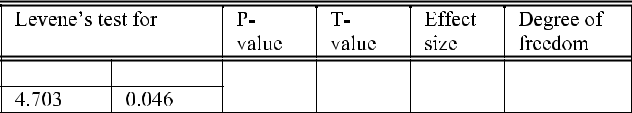 Levene's test for P- T- Effect Degree of
value value size freedom
4.703 0.046